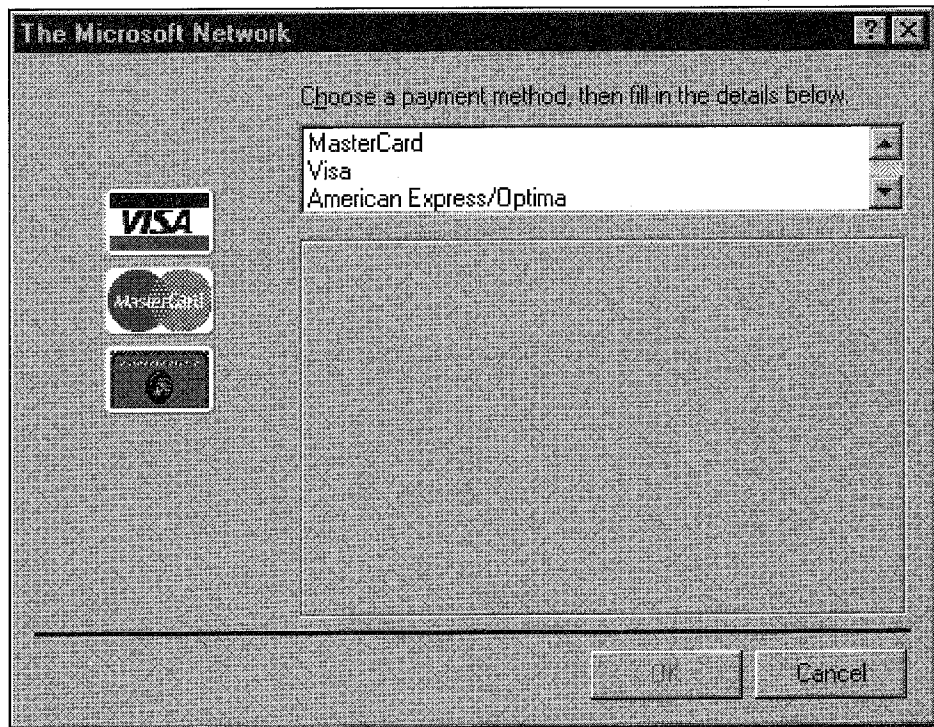 The Microsoft Network
? X
Choose a payment method, then fill in the details below.
MasterCard
Visa
American Express/Optima
VISA
MasterCard
OK
Cancel